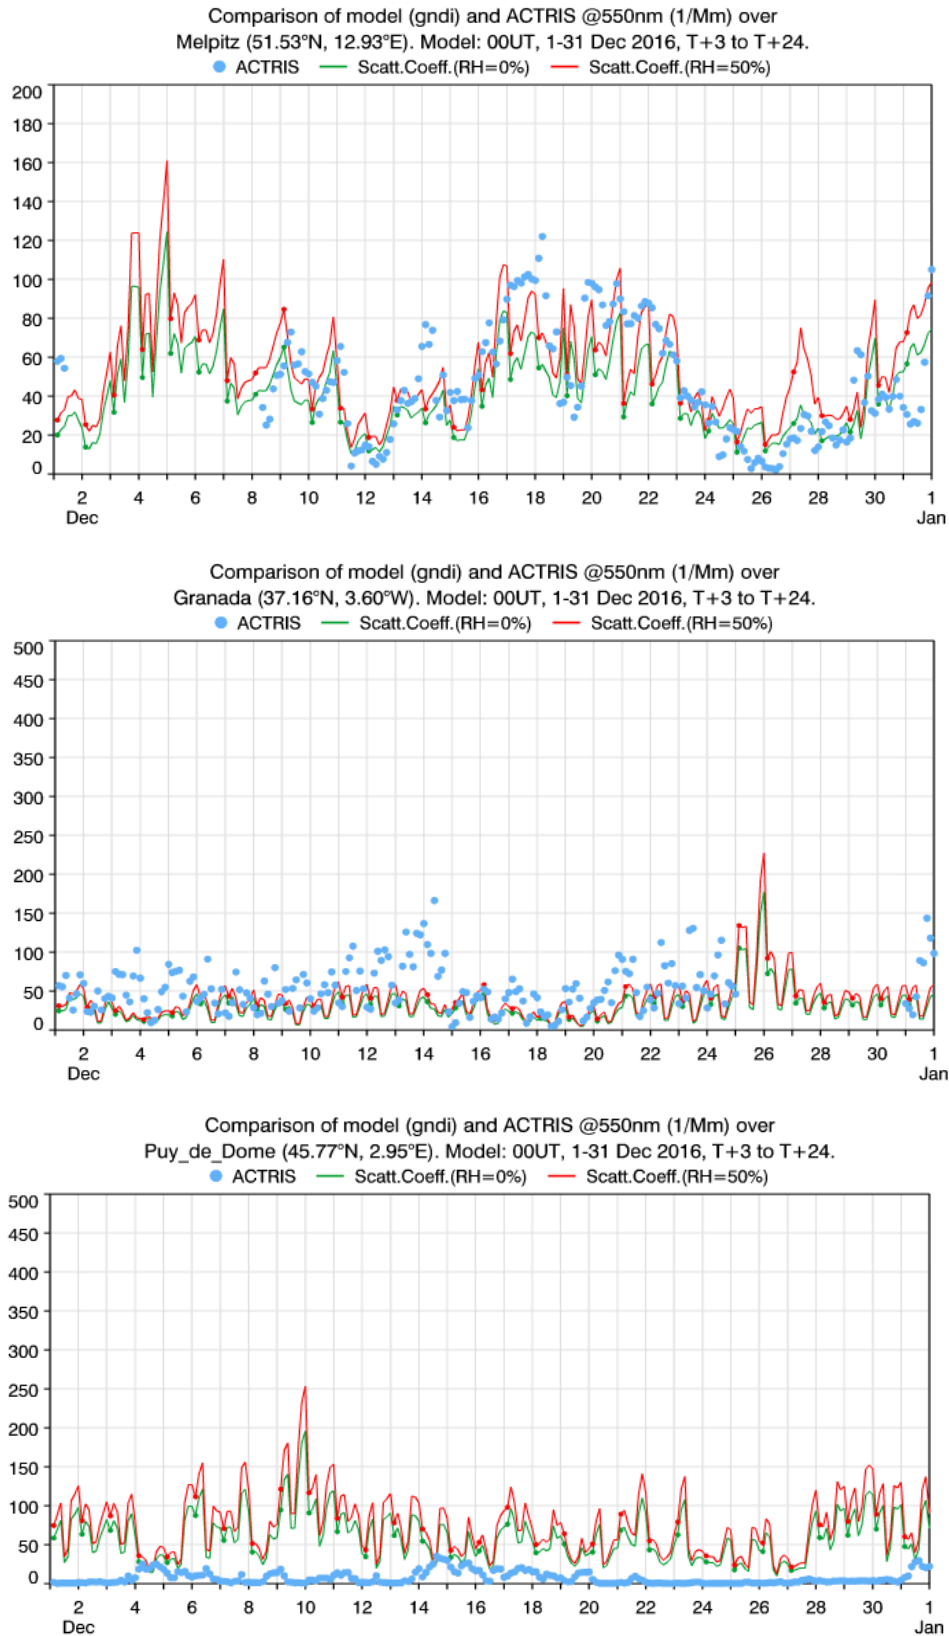 Comparison of model (gndi) and ACTRIS @550nm (1/Mm) over
Melpitz (51.53°N, 12.93°E). Model: 00UT, 1-31 Dec 2016, T+3 to T+24.
ACTRIS Scatt.Coeff.(RH=0%) Scatt.Coeff.(RH=50%)
200
180
160
140
120
100
80
60
40
20
0
2 4 6 8 10 12 14 16 18 20 22 24 26 28 30 1
Dec Jan
Comparison of model (gndi) and ACTRIS @550nm (1/Mm) over
Granada (37.16°N, 3.60°W). Model: 00UT, 1-31 Dec 2016, T+3 to T+24.
ACTRIS Scatt.Coeff.(RH=0%) Scatt.Coeff.(RH=50%)
500
450
400
350
300
250
200
150
100
50
0
2 4 6 8 10 12 14 16 18 20 22 24 26 28 30 1
Dec Jan
Comparison of model (gndi) and ACTRIS @550nm (1/Mm) over
Puy_de_Dome (45.77°N, 2.95°E). Model: 00UT, 1-31 Dec 2016, T+3 to T+24.
ACTRIS Scatt.Coeff.(RH=0%) Scatt.Coeff.(RH=50%)
500
450
400
350
300
250
200
150
100
50
0
2 4 6 8 10 12 14 16 18 20 22 24 26 28 30 1
Dec Jan